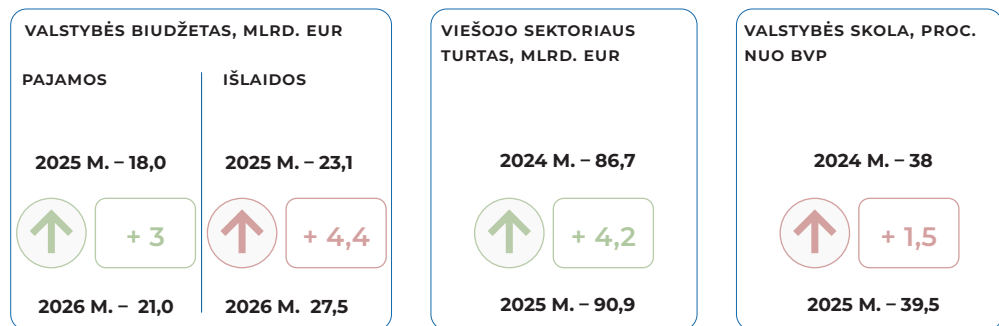 VALSTYBĖS BIUDŽETAS, MLRD. EUR
PAJAMOS
2025 M. – 18,0
+ 3
2026 M. – 21,0
IŠLAIDOS
2025 M. – 23,1
+ 4,4
2026 M. 27,5
VIEŠOJO SEKTORIAUS
TURTAS, MLRD. EUR
2024 M. – 86,7
+ 4,2
2025 M. – 90,9
VALSTYBĖS SKOLA, PROC.
NUO BVP
2024 M. – 38
+ 1,5
2025 M. – 39,5